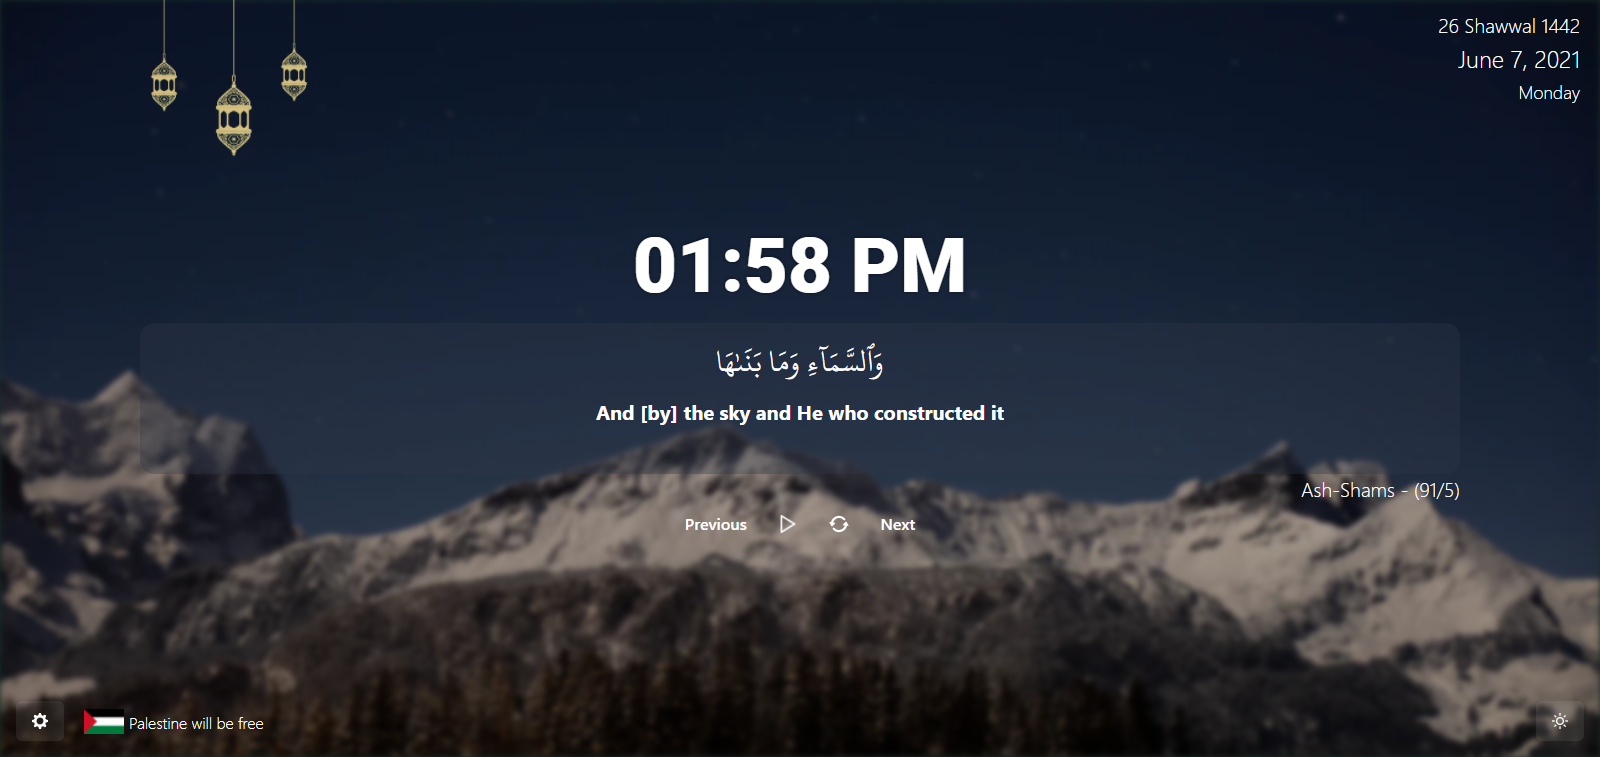 26 Shawwal 1442
June 7, 2021
Monday
01:58 PM
وَٱلسَّمَآءِ وَمَا بَنَىٰهَا
And [by] the sky and He who constructed it
Ash-Shams - (91/5)
Previous
Next
Palestine will be free